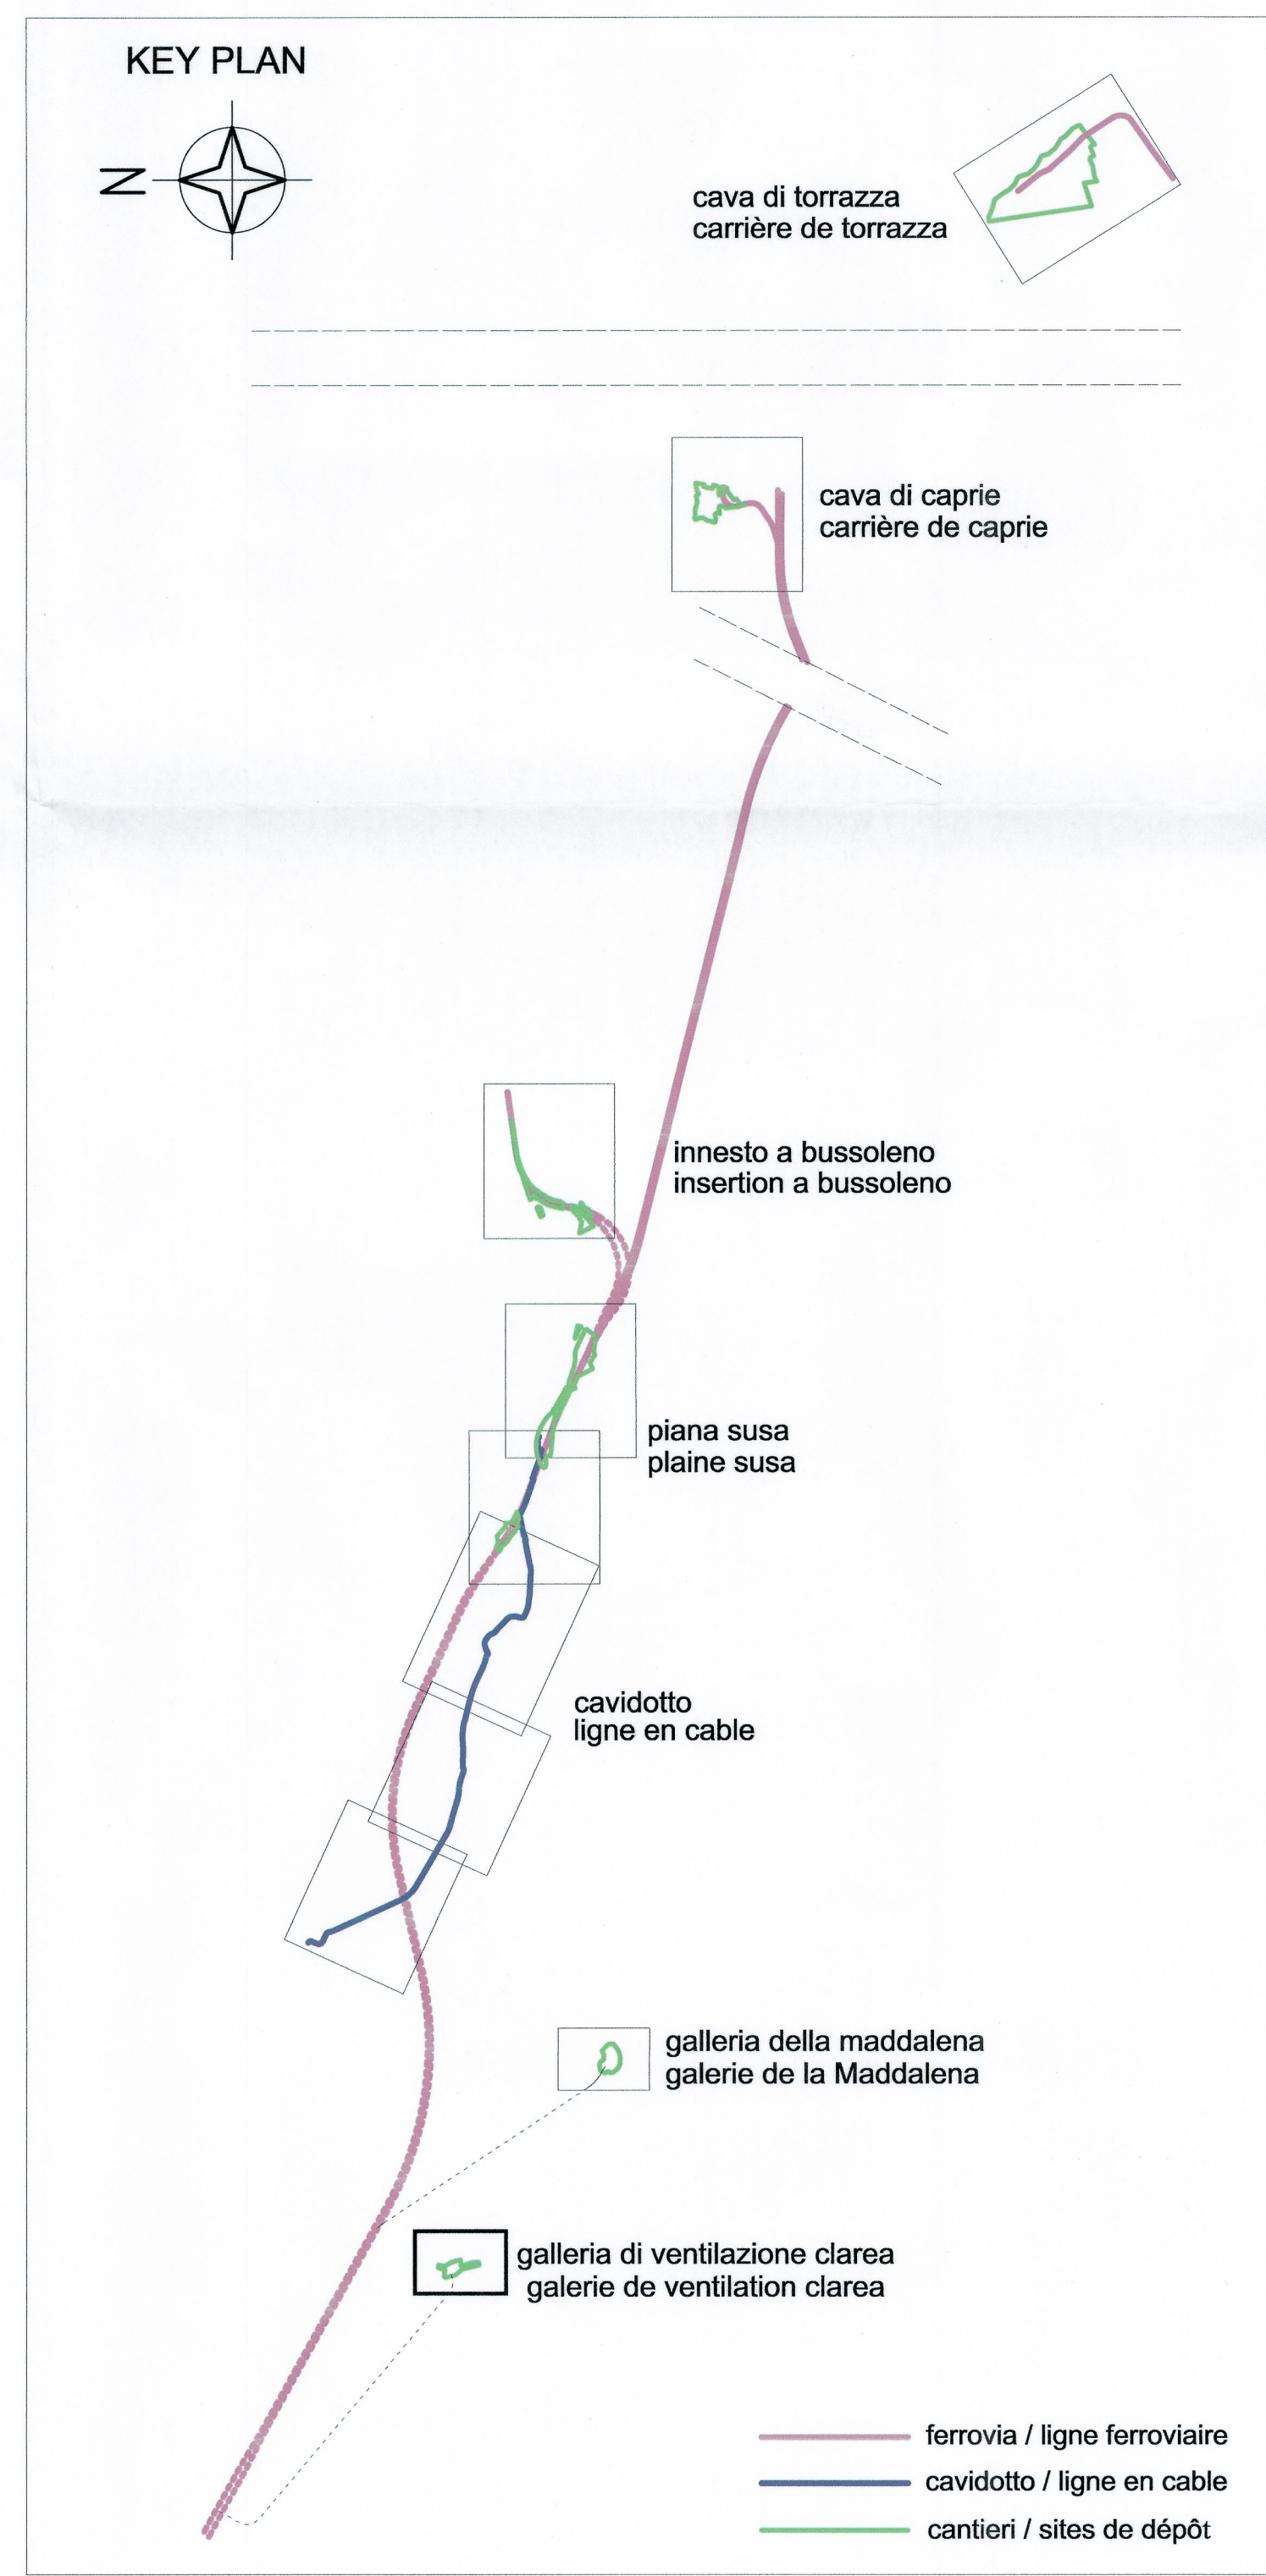 KEY PLAN
N
cava di torrazza
carrière de torrazza
cava di caprie
carrière de caprie
innesto a bussoleno
insertion a bussoleno
piana susa
plaine susa
cavidotto
ligne en cable
galleria della maddalena
galerie de la Maddalena
galleria di ventilazione clarea
galerie de ventilation clarea
ferrovia / ligne ferroviaire
cavidotto / ligne en cable
cantieri / sites de dépôt